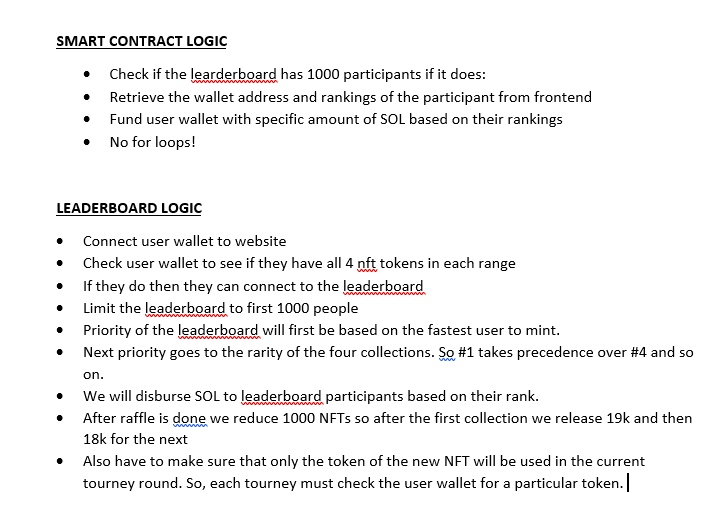 SMART CONTRACT LOGIC
• Check if the learderboard has 1000 participants if it does:
• Retrieve the wallet address and rankings of the participant from frontend
• Fund user wallet with specific amount of SOL based on their rankings
• No for loops!
LEADERBOARD LOGIC
• Connect user wallet to website
• Check user wallet to see if they have all 4 nft tokens in each range
• If they do then they can connect to the leaderboard
• Limit the leaderboard to first 1000 people
• Priority of the leaderboard will first be based on the fastest user to mint.
• Next priority goes to the rarity of the four collections. So #1 takes precedence over #4 and so
on.
• We will disburse SOL to leaderboard participants based on their rank.
• After raffle is done we reduce 1000 NFTs so after the first collection we release 19k and then
18k for the next
• Also have to make sure that only the token of the new NFT will be used in the current
tourney round. So, each tourney must check the user wallet for a particular token.